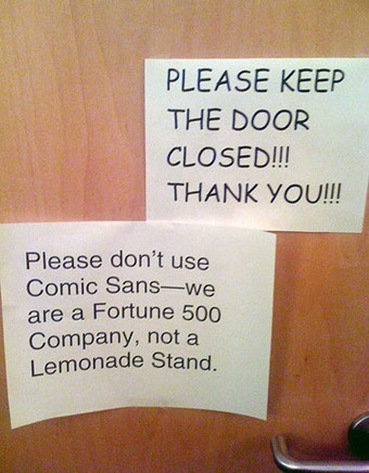 PLEASE KEEP
THE DOOR
CLOSED!!!
THANK YOU!!!
Please don't use
Comic Sans—we
are a Fortune 500
Company, not a
Lemonade Stand.